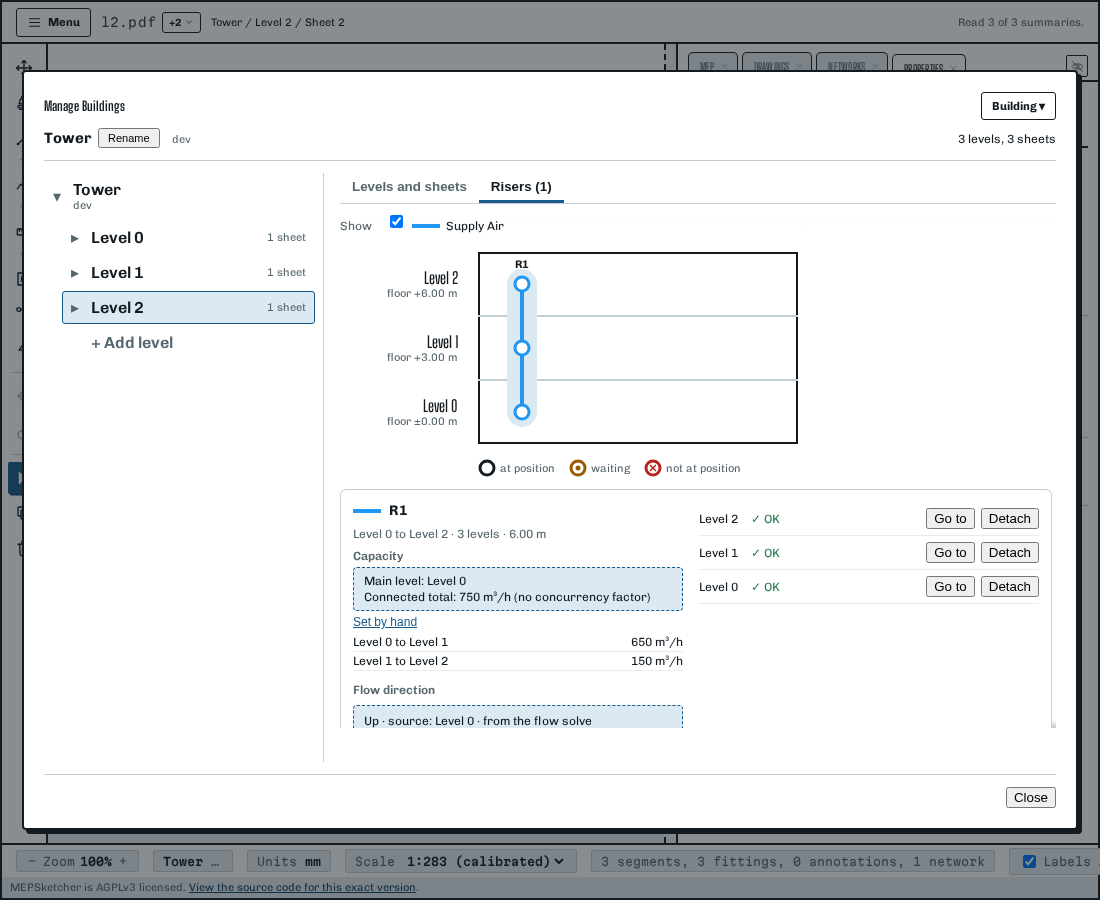 Menu
l2.pdf
+2
Tower / Level 2 / Sheet 2
Read 3 of 3 summaries.
MEP
DRAWINGS
NETWORKS
PROPERTIES
Manage Buildings
Building ▾
Tower
Rename
dev
3 levels, 3 sheets
▼ Tower
dev
▶ Level 0 1 sheet
▶ Level 1 1 sheet
▶ Level 2 1 sheet
+ Add level
Levels and sheets
Risers (1)
Show
Supply Air
R1
Level 2
floor +6.00 m
Level 1
floor +3.00 m
Level 0
floor ±0.00 m
at position
waiting
not at position
R1
Level 0 to Level 2 · 3 levels · 6.00 m
Capacity
Main level: Level 0
Connected total: 750 m³/h (no concurrency factor)
Set by hand
Level 0 to Level 1 650 m³/h
Level 1 to Level 2 150 m³/h
Flow direction
Up · source: Level 0 · from the flow solve
Level 2 ✓ OK Go to Detach
Level 1 ✓ OK Go to Detach
Level 0 ✓ OK Go to Detach
Close
− Zoom 100% +
Tower …
Units mm
Scale 1:283 (calibrated)
3 segments, 3 fittings, 0 annotations, 1 network
Labels
MEPSketcher is AGPLv3 licensed. View the source code for this exact version.